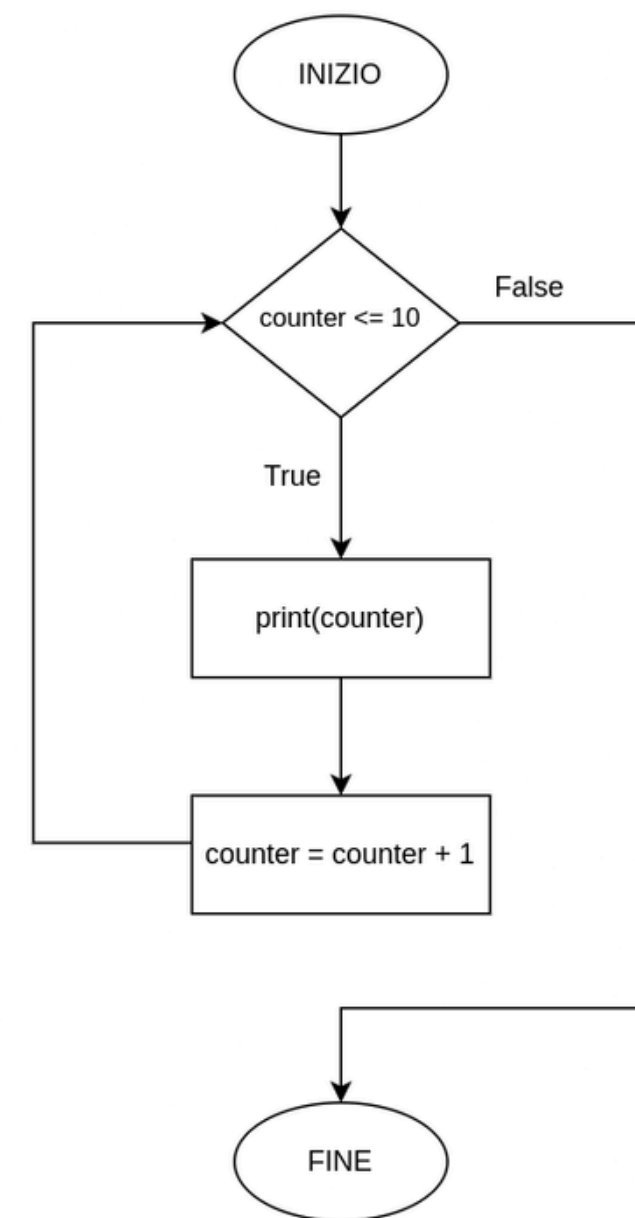 INIZIO
counter <= 10
False
True
print(counter)
counter = counter + 1
FINE